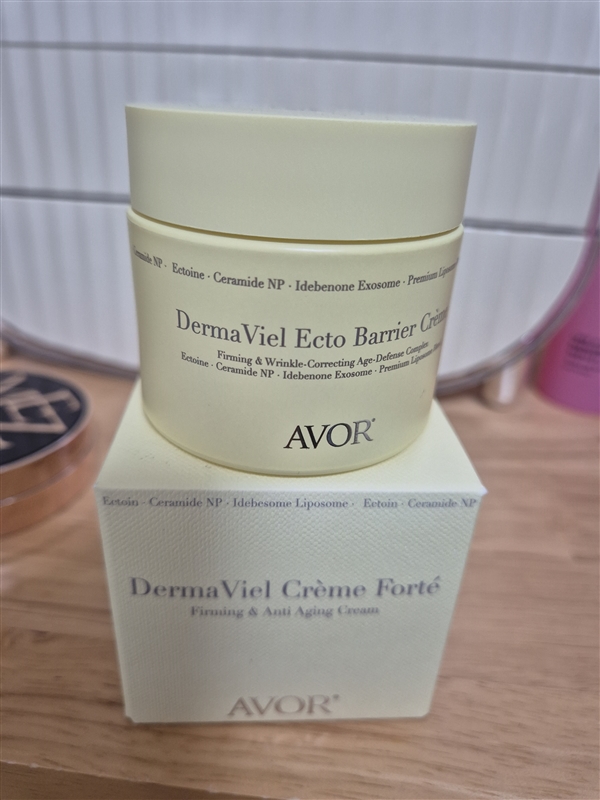 Ceramide NP · Ectoine · Ceramide NP · Idebenone Exosome · Premium
DermaViel Ecto Barrier Crème
Firming & Wrinkle-Correcting Age-Defense Complex
Ectoine · Ceramide NP · Idebenone Exosome · Premium Liposome
AVOR
Ectoin · Ceramide NP · Idebesome Liposome · Ectoin · Ceramide NP
DermaViel Crème Forté
Firming & Anti Aging Cream
AVOR